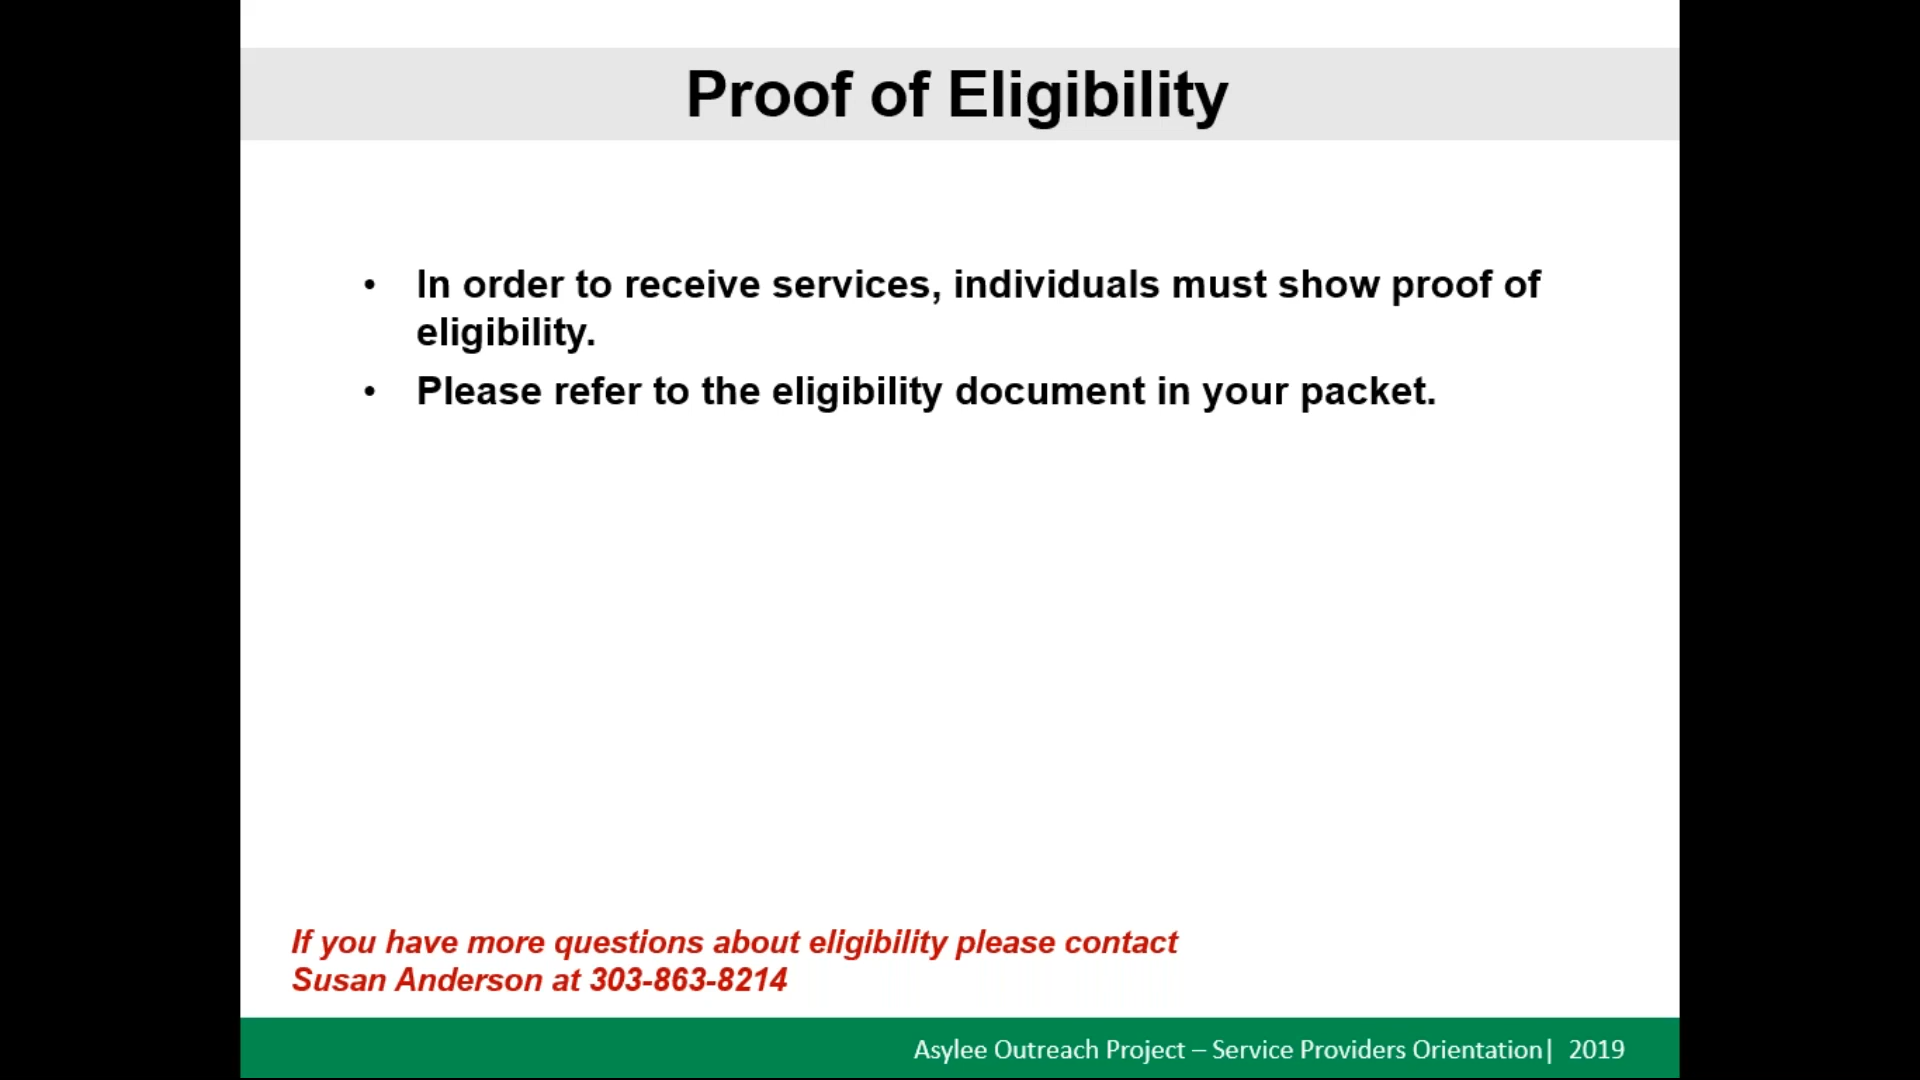 Proof of Eligibility
• In order to receive services, individuals must show proof of
eligibility.
• Please refer to the eligibility document in your packet.
If you have more questions about eligibility please contact
Susan Anderson at 303-863-8214
Asylee Outreach Project – Service Providers Orientation| 2019